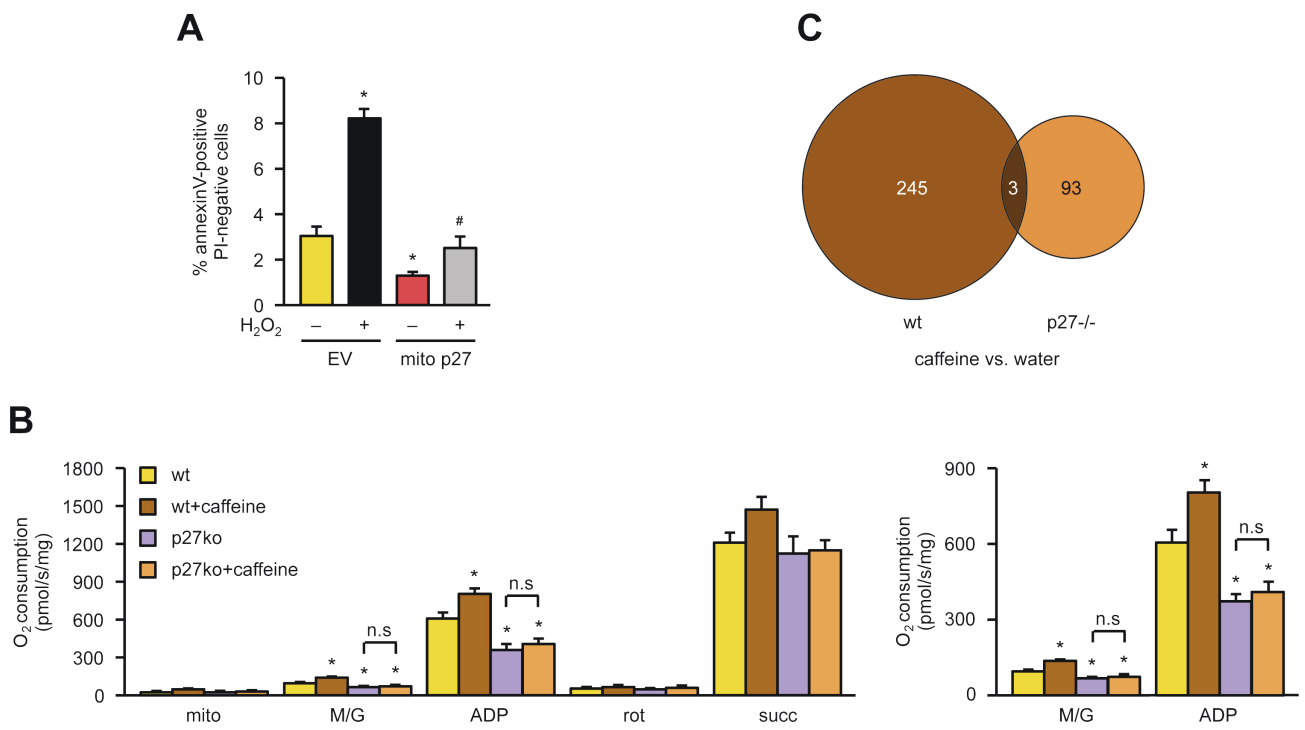 A
10
8
6
4
2
0
% annexinV-positive
PI-negative cells
*
*
#
H2O2 – + – +
EV mito p27
C
245 3 93
wt p27-/-
caffeine vs. water
B
1800
1500
1200
900
600
300
0
O2 consumption
(pmol/s/mg)
wt
wt+caffeine
p27ko
p27ko+caffeine
*
n.s
*
*
*
n.s
*
*
mito M/G ADP rot succ
900
600
300
0
O2 consumption
(pmol/s/mg)
*
n.s
*
*
*
n.s
*
*
M/G ADP